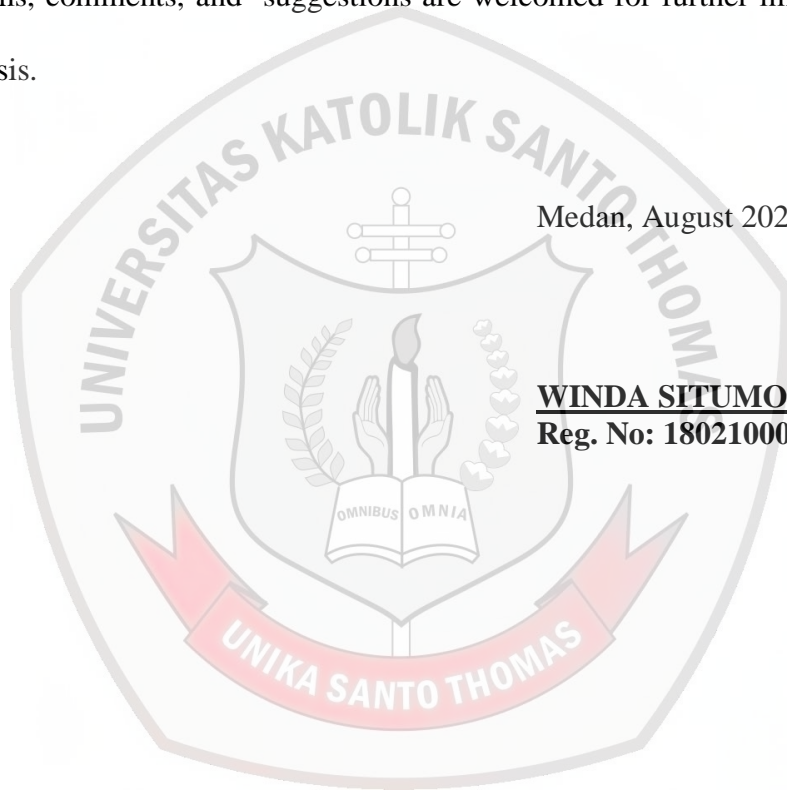 ns, comments, and suggestions are welcomed for further im
sis.
UNIVERSITAS KATOLIK SANTO THOMAS
Medan, August 202
WINDA SITUMO
Reg. No: 18021000
OMNIBUS OMNIA
UNIKA SANTO THOMAS